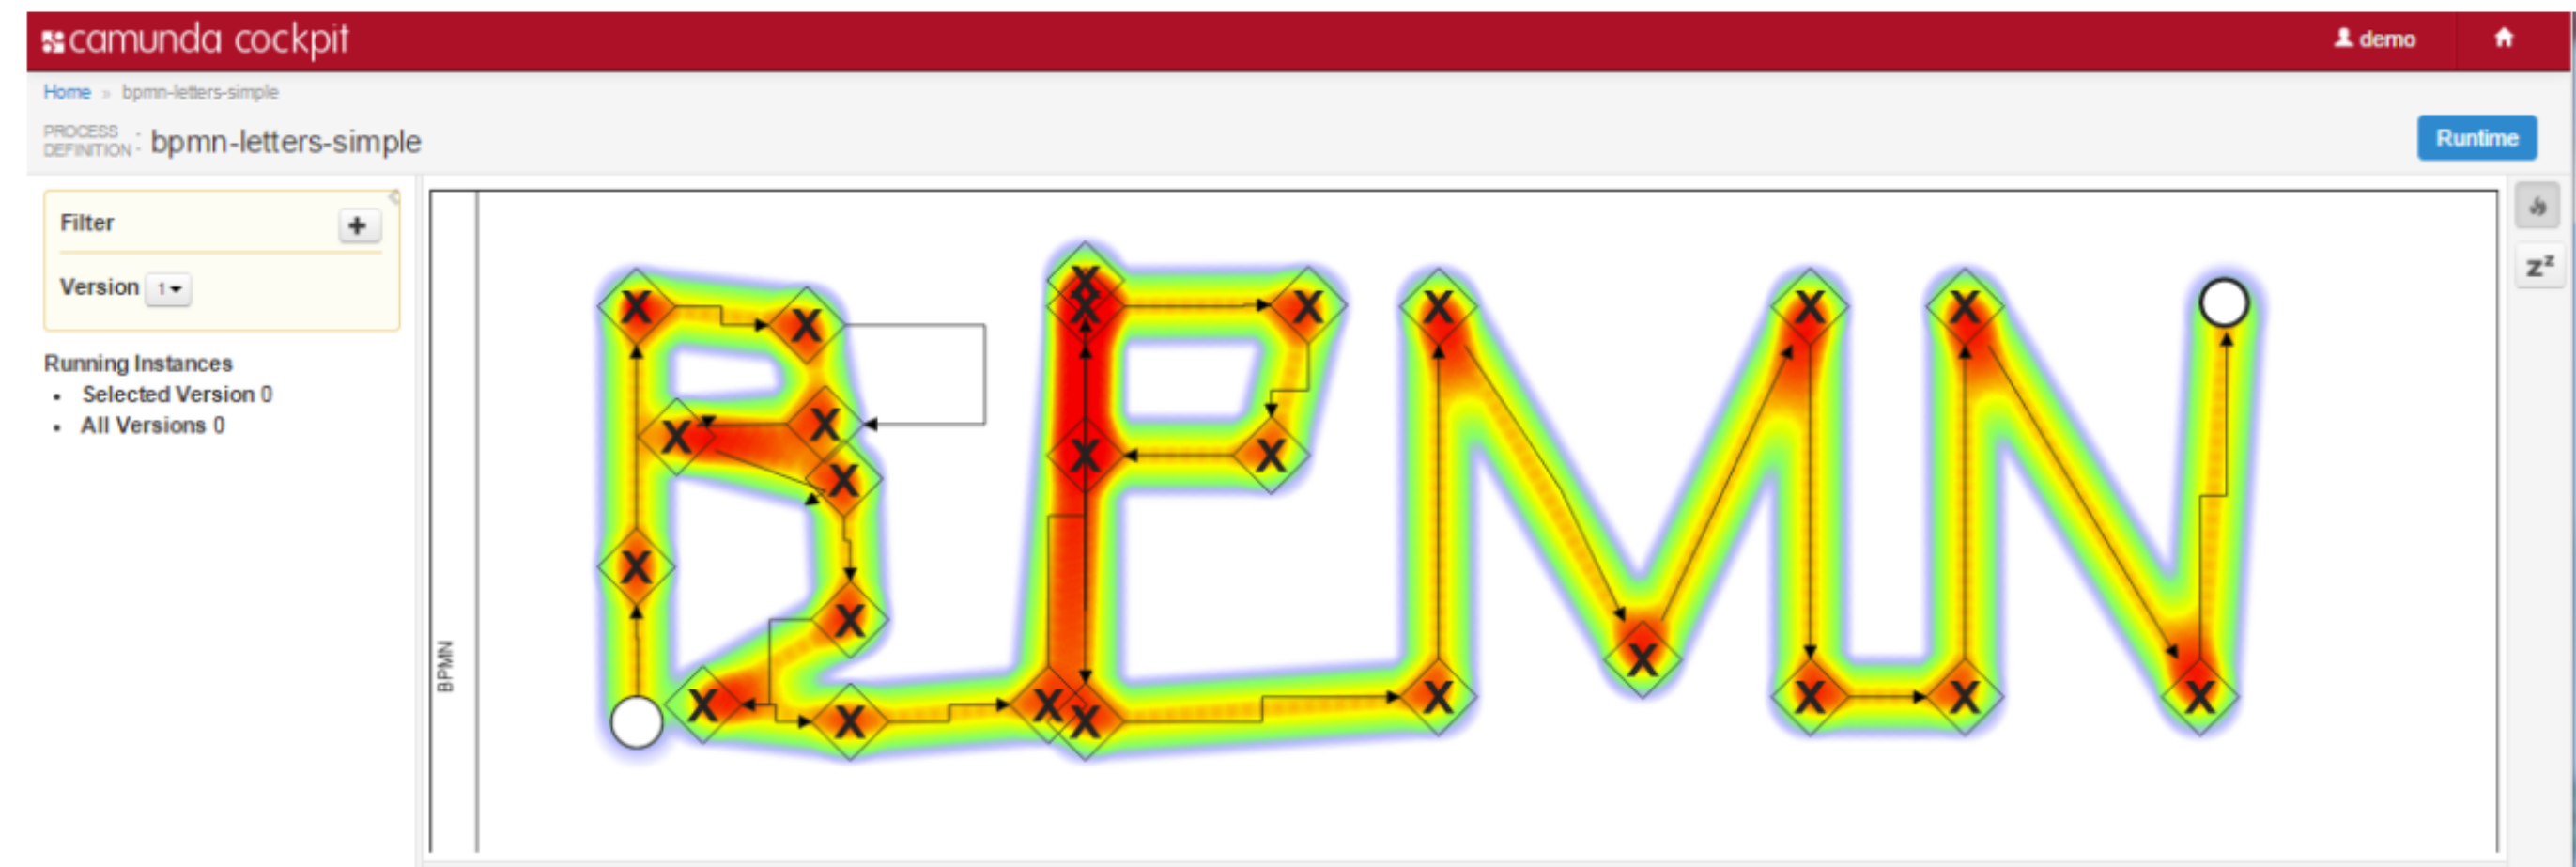 camunda cockpit
demo
Home » bpmn-letters-simple
PROCESS DEFINITION - bpmn-letters-simple
Runtime
Filter
+
Version 1
Running Instances
• Selected Version 0
• All Versions 0
BPMN
zz
X X X X X X X X X X X X X X X X X X X X X X X X